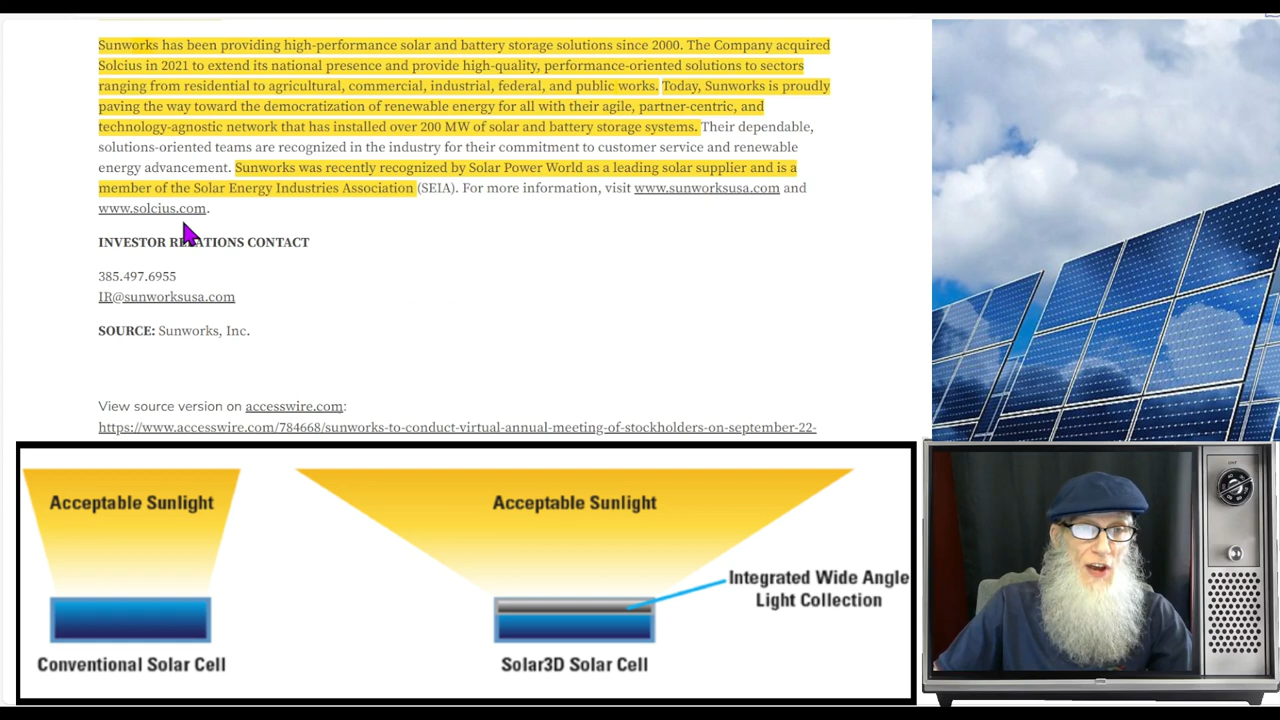 Sunworks has been providing high-performance solar and battery storage solutions since 2000. The Company acquired
Solcius in 2021 to extend its national presence and provide high-quality, performance-oriented solutions to sectors
ranging from residential to agricultural, commercial, industrial, federal, and public works. Today, Sunworks is proudly
paving the way toward the democratization of renewable energy for all with their agile, partner-centric, and
technology-agnostic network that has installed over 200 MW of solar and battery storage systems. Their dependable,
solutions-oriented teams are recognized in the industry for their commitment to customer service and renewable
energy advancement. Sunworks was recently recognized by Solar Power World as a leading solar supplier and is a
member of the Solar Energy Industries Association (SEIA). For more information, visit www.sunworksusa.com and
www.solcius.com.
INVESTOR RELATIONS CONTACT
385.497.6955
IR@sunworksusa.com
SOURCE: Sunworks, Inc.
View source version on accesswire.com:
https://www.accesswire.com/784668/sunworks-to-conduct-virtual-annual-meeting-of-stockholders-on-september-22-
Acceptable Sunlight
Conventional Solar Cell
Acceptable Sunlight
Integrated Wide Angle
Light Collection
Solar3D Solar Cell